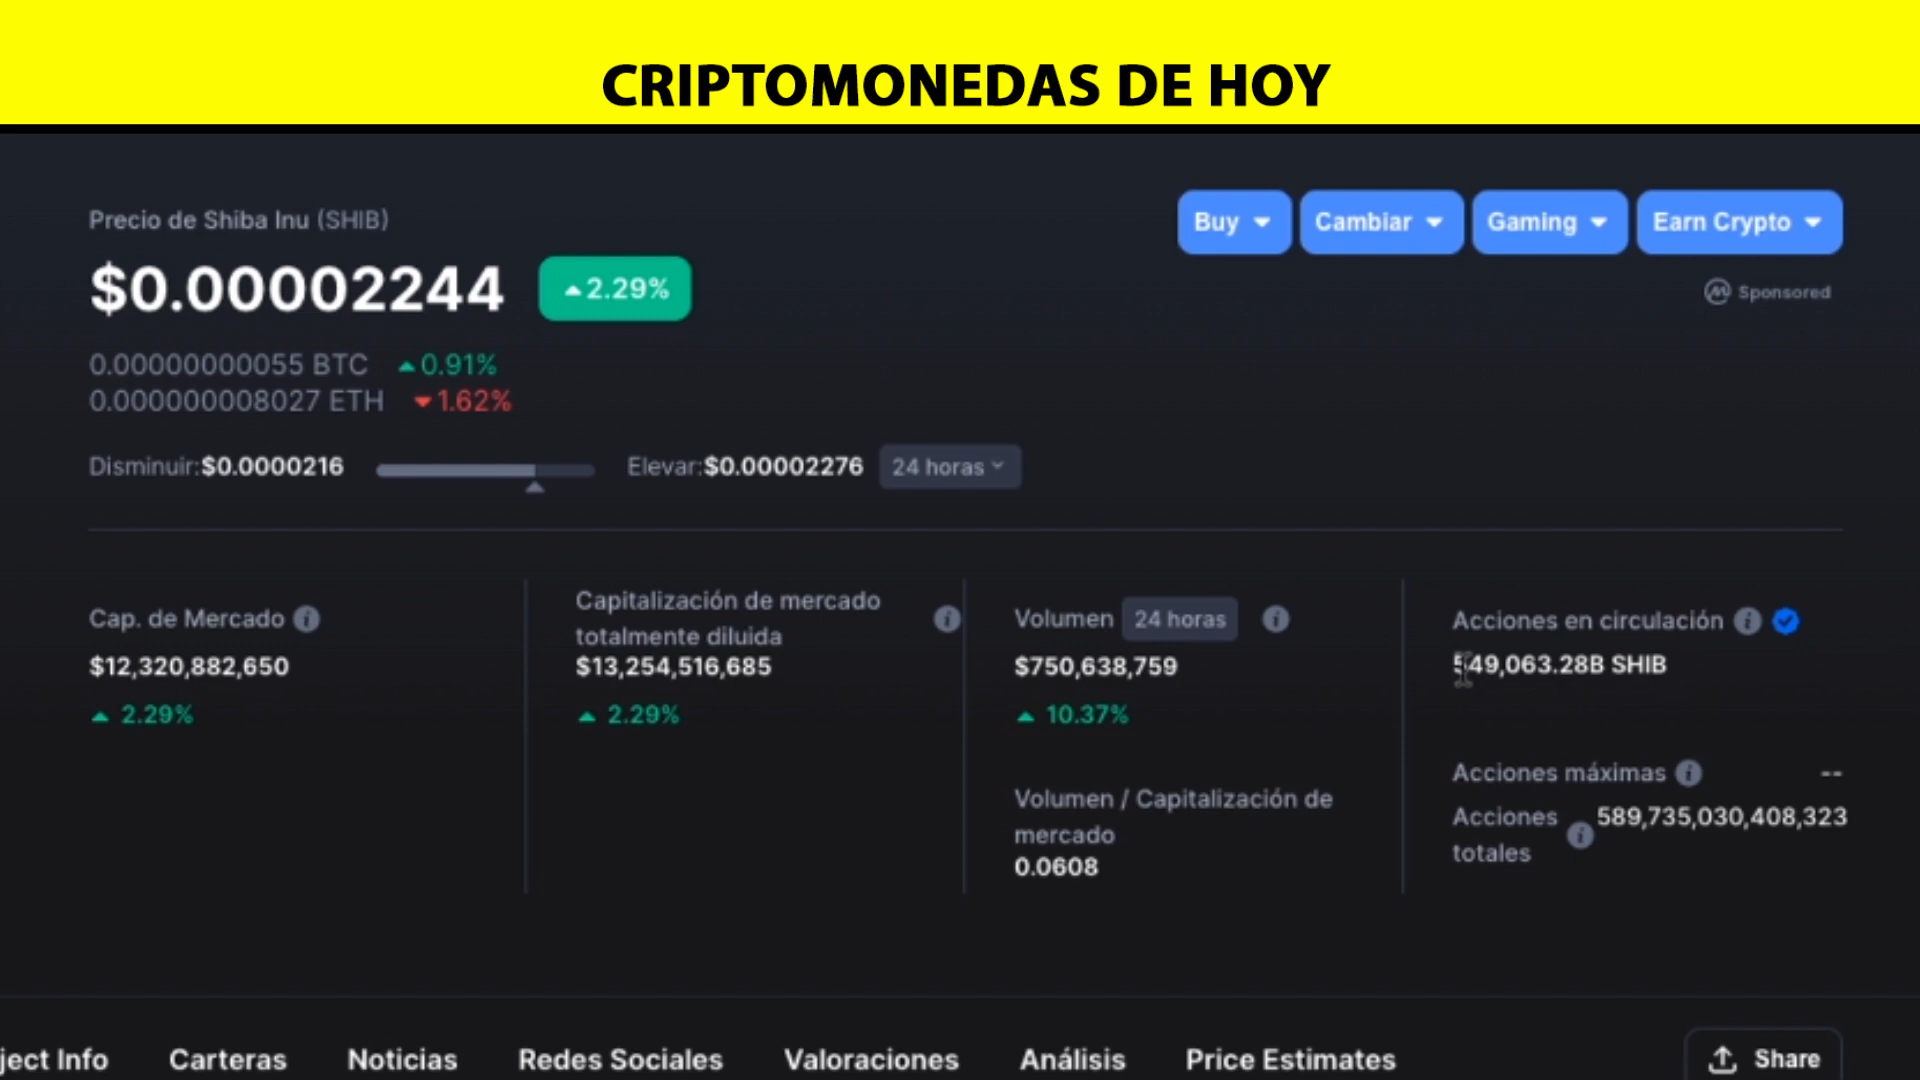 CRIPTOMONEDAS DE HOY
Precio de Shiba Inu (SHIB)
Buy
Cambiar
Gaming
Earn Crypto
$0.00002244
2.29%
Sponsored
0.00000000055 BTC 0.91%
0.000000008027 ETH 1.62%
Disminuir:$0.0000216
Elevar:$0.00002276
24 horas
Cap. de Mercado
$12,320,882,650
2.29%
Capitalización de mercado
totalmente diluida
$13,254,516,685
2.29%
Volumen 24 horas
$750,638,759
10.37%
Volumen / Capitalización de
mercado
0.0608
Acciones en circulación
549,063.28B SHIB
Acciones máximas --
Acciones
totales
589,735,030,408,323
ject Info
Carteras
Noticias
Redes Sociales
Valoraciones
Análisis
Price Estimates
Share